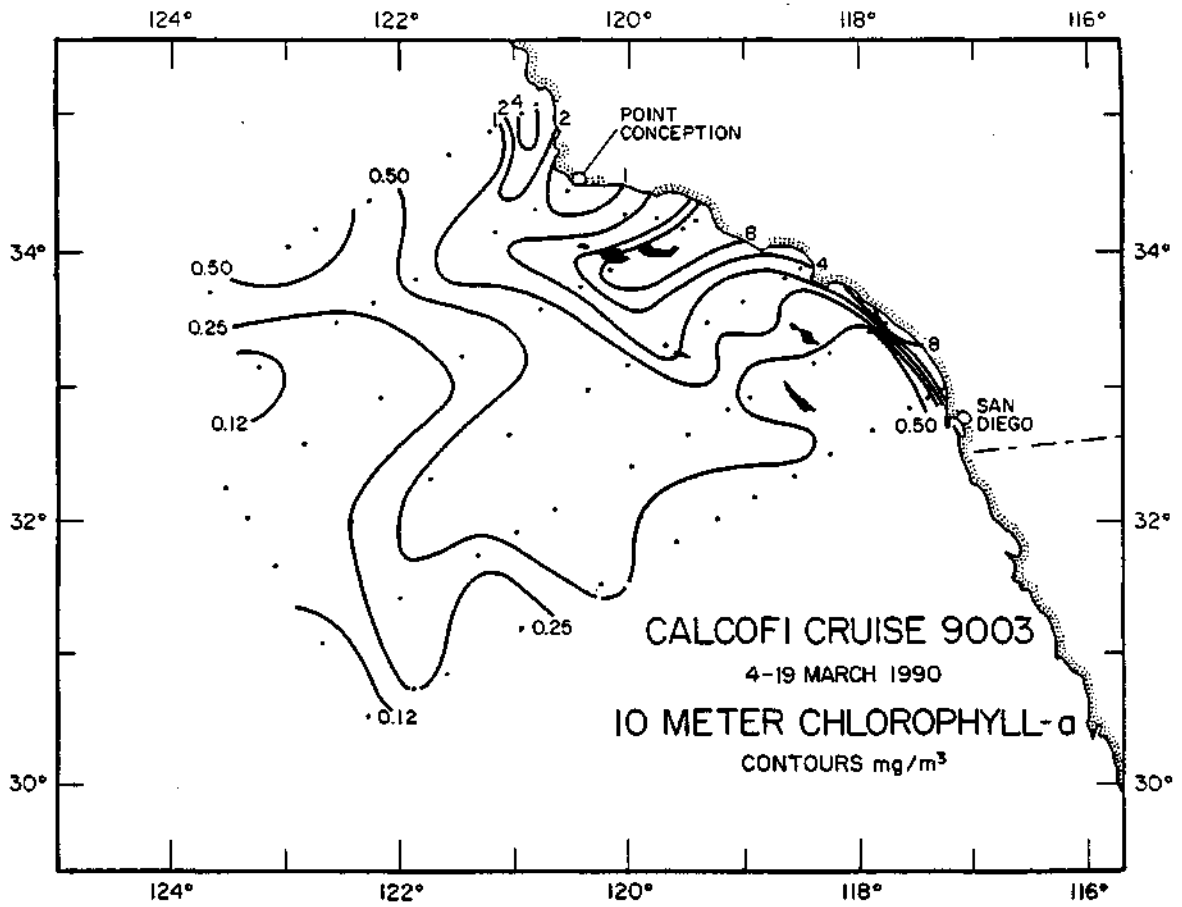 124° 122° 120° 118° 116°
124 2
POINT
CONCEPTION
1
0.50
8
34° 34°
0.50
4
0.25
8
0.12
SAN
DIEGO
0.50
32° 32°
0.25
CALCOFI CRUISE 9003
4-19 MARCH 1990
0.12
10 METER CHLOROPHYLL-a
CONTOURS mg/m³
30° 30°
124° 122° 120° 118° 116°